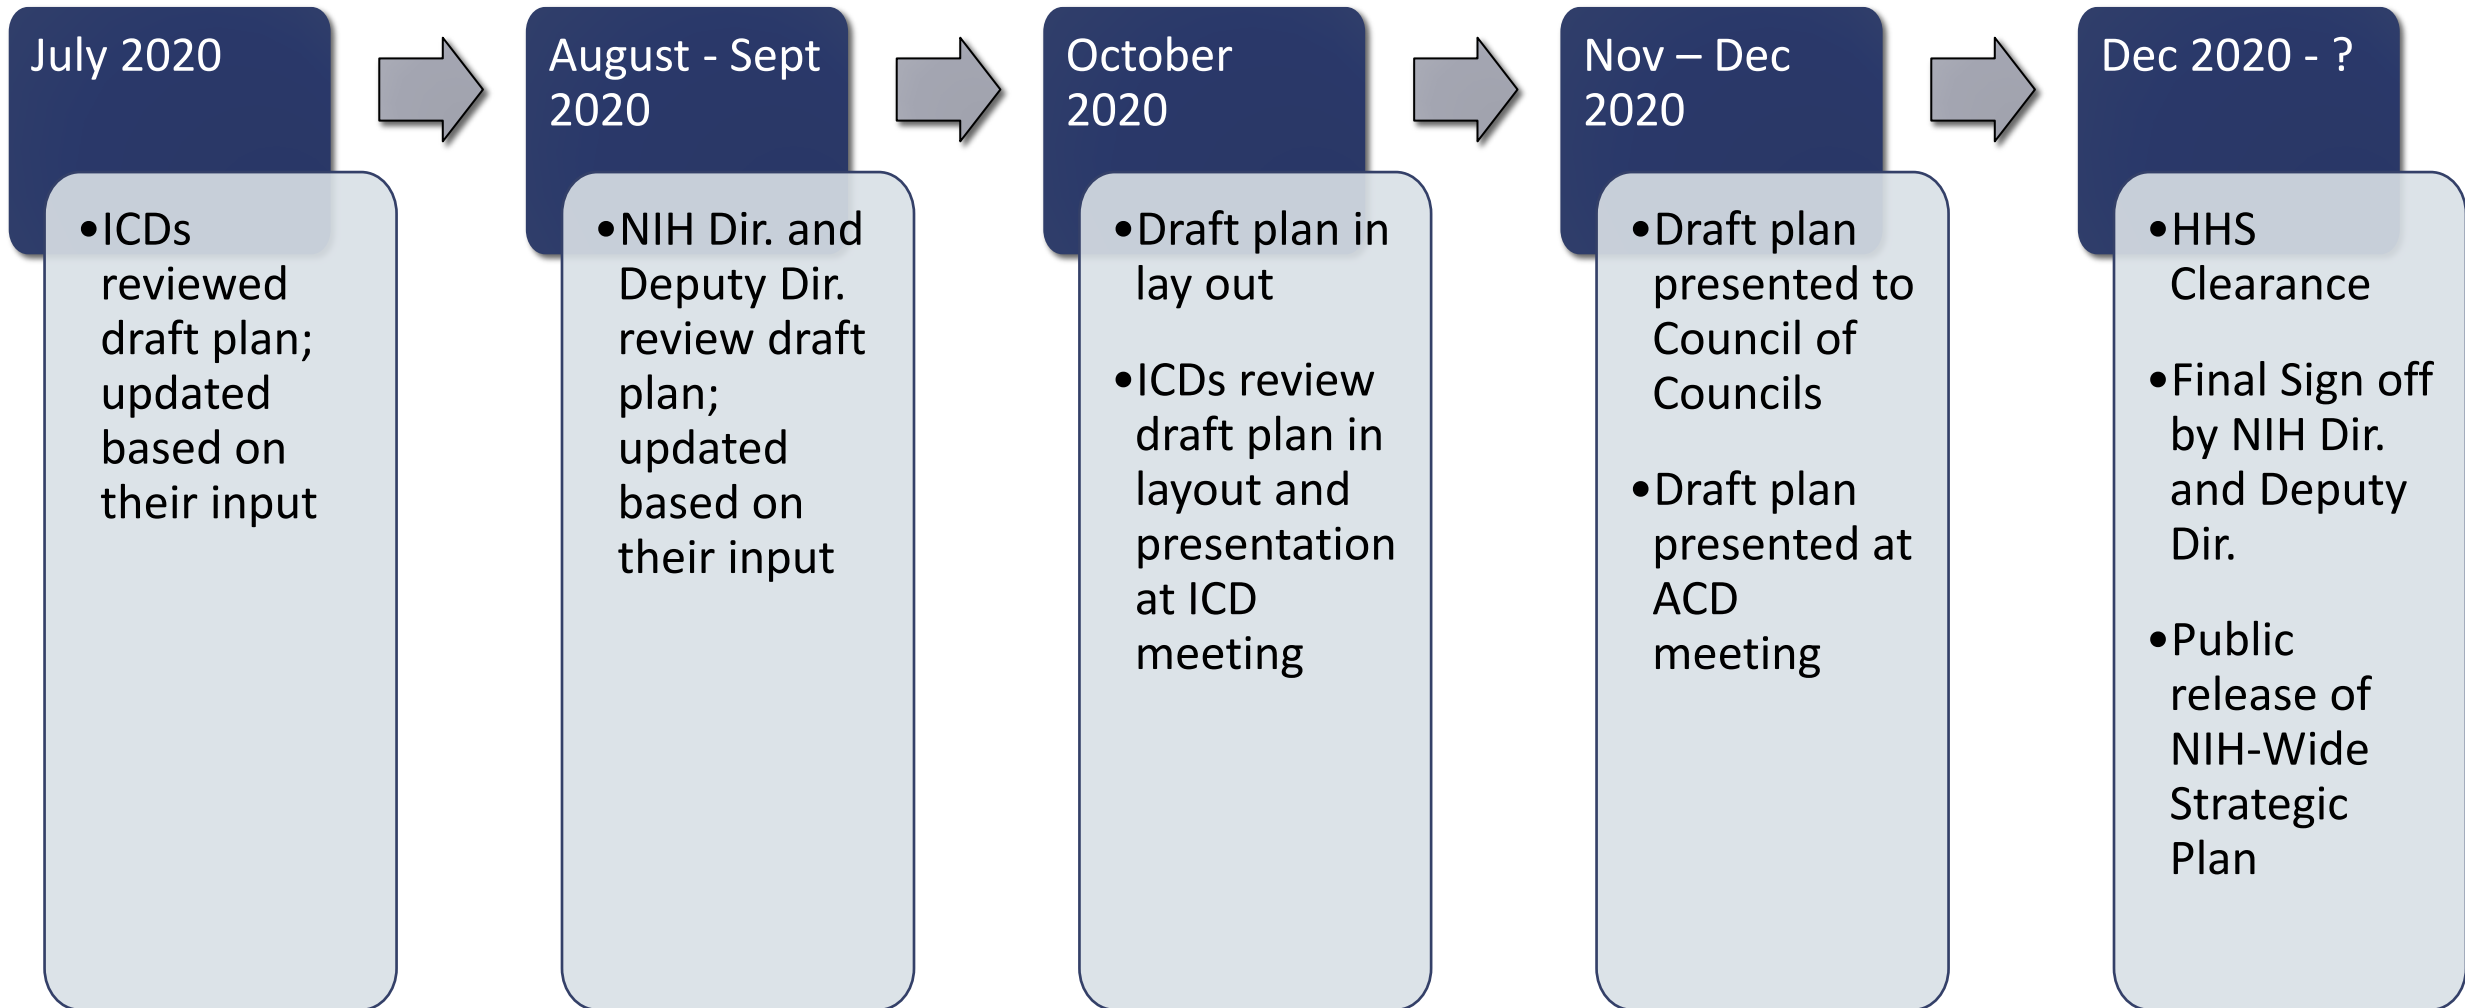 July 2020
•ICDs
reviewed
draft plan;
updated
based on
their input
August - Sept
2020
•NIH Dir. and
Deputy Dir.
review draft
plan;
updated
based on
their input
October
2020
•Draft plan in
lay out
•ICDs review
draft plan in
layout and
presentation
at ICD
meeting
Nov – Dec
2020
•Draft plan
presented to
Council of
Councils
•Draft plan
presented at
ACD
meeting
Dec 2020 - ?
•HHS
Clearance
•Final Sign off
by NIH Dir.
and Deputy
Dir.
•Public
release of
NIH-Wide
Strategic
Plan